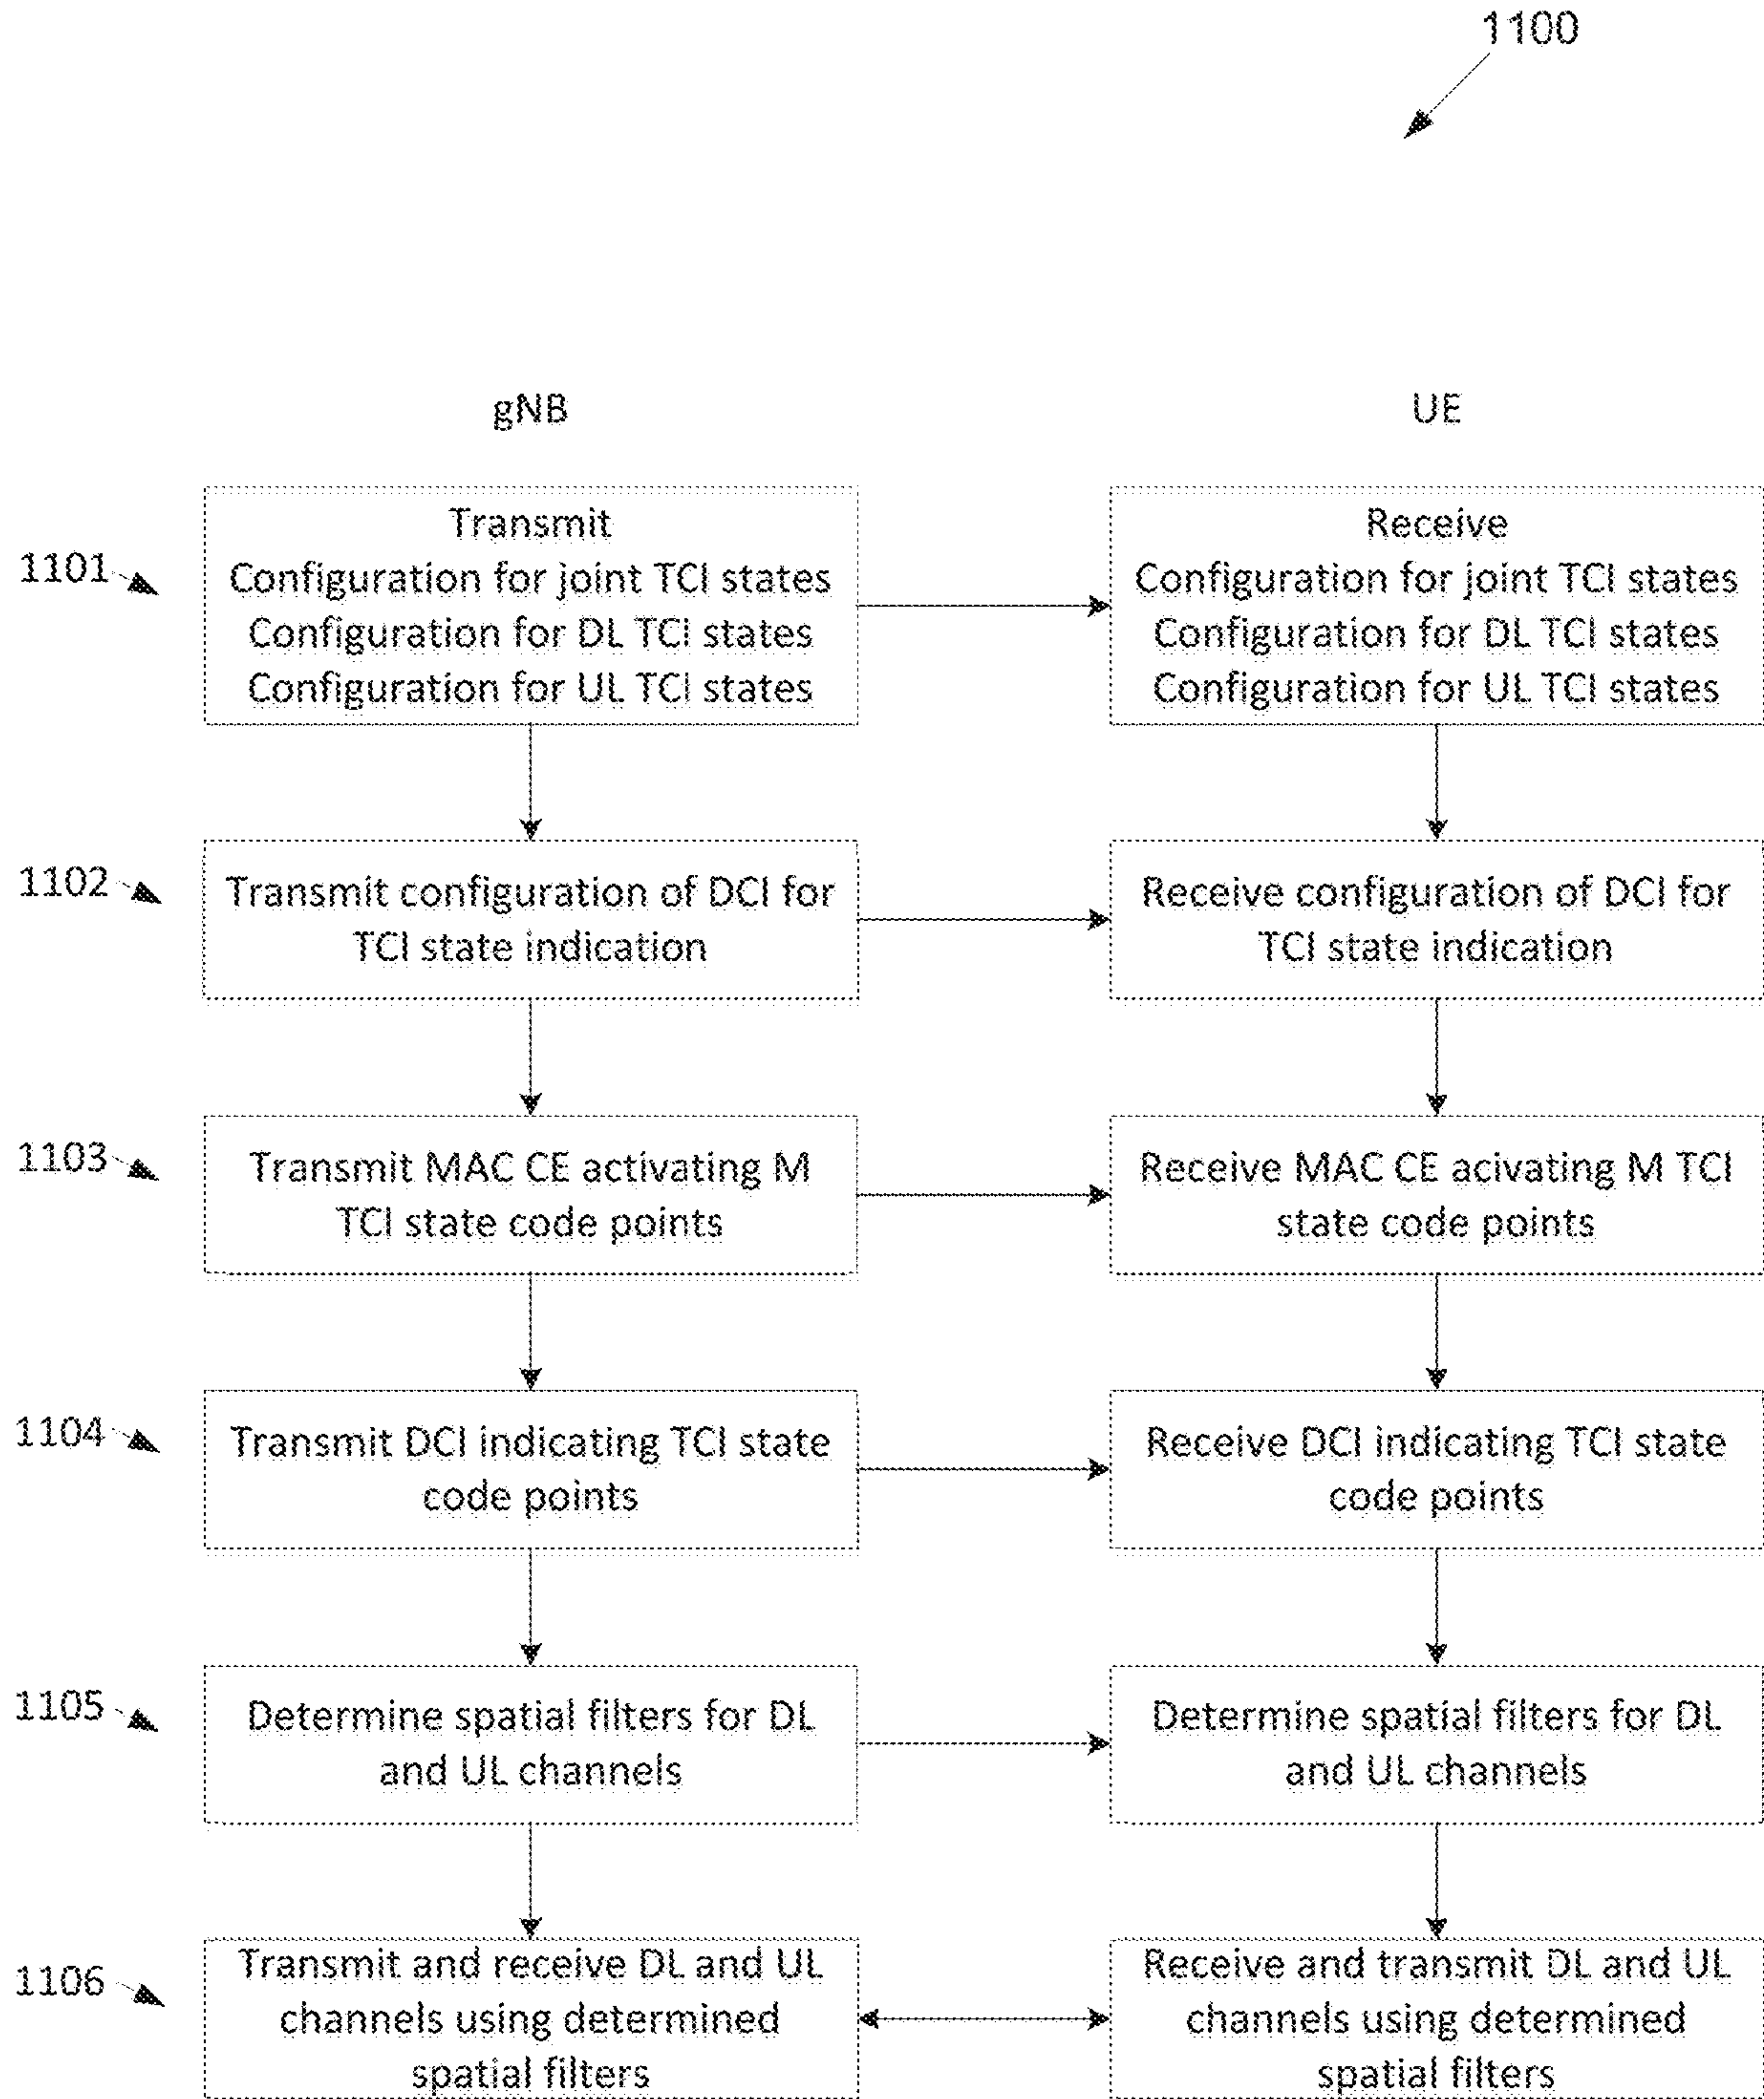 1100
gNB
UE
1101
Transmit
Configuration for joint TCI states
Configuration for DL TCI states
Configuration for UL TCI states
Receive
Configuration for joint TCI states
Configuration for DL TCI states
Configuration for UL TCI states
1102
Transmit configuration of DCI for
TCI state indication
Receive configuration of DCI for
TCI state indication
1103
Transmit MAC CE activating M
TCI state code points
Receive MAC CE acivating M TCI
state code points
1104
Transmit DCI indicating TCI state
code points
Receive DCI indicating TCI state
code points
1105
Determine spatial filters for DL
and UL channels
Determine spatial filters for DL
and UL channels
1106
Transmit and receive DL and UL
channels using determined
spatial filters
Receive and transmit DL and UL
channels using determined
spatial filters